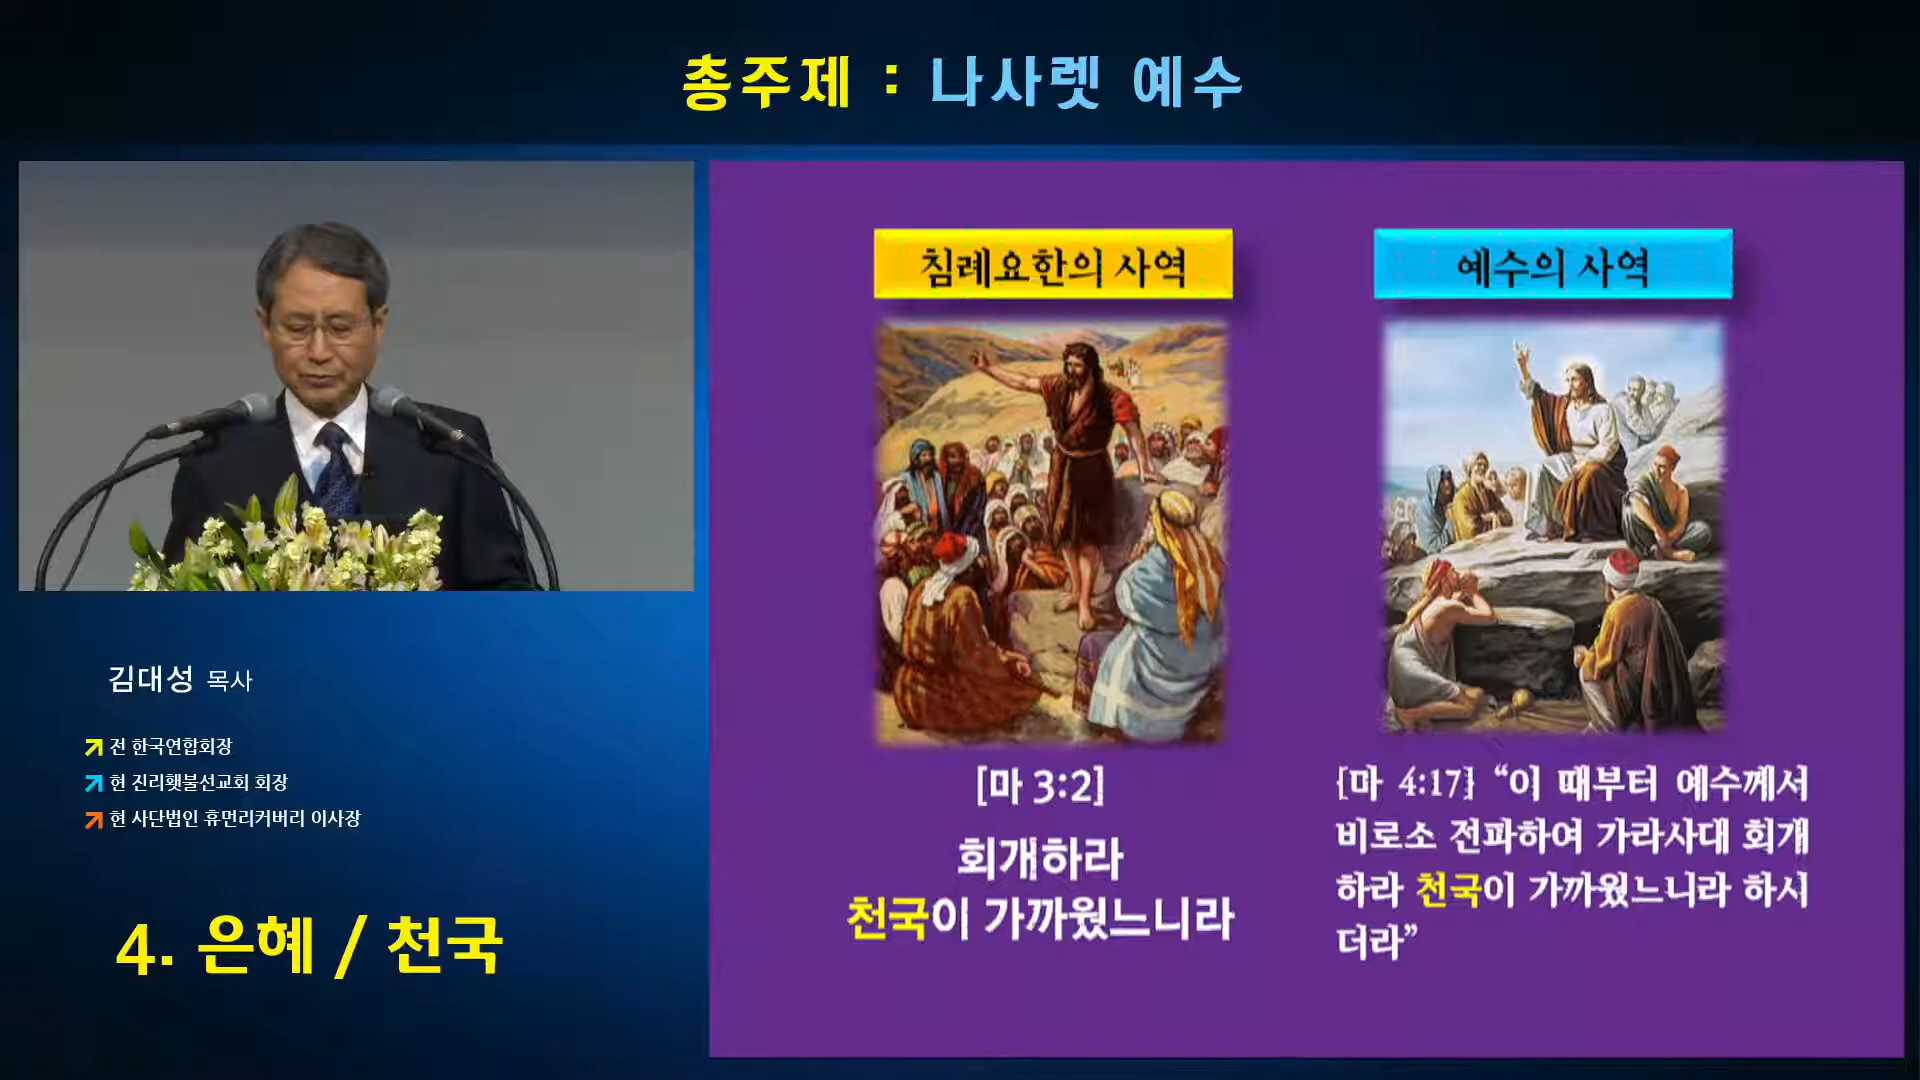 총주제 : 나사렛 예수
김대성 목사
전 한국연합회장
현 진리횃불선교회 회장
현 사단법인 휴먼리커버리 이사장
4. 은혜 / 천국
침례요한의 사역
[마 3:2]
회개하라
천국이 가까웠느니라
예수의 사역
[마 4:17] “이 때부터 예수께서
비로소 전파하여 가라사대 회개
하라 천국이 가까웠느니라 하시
더라”